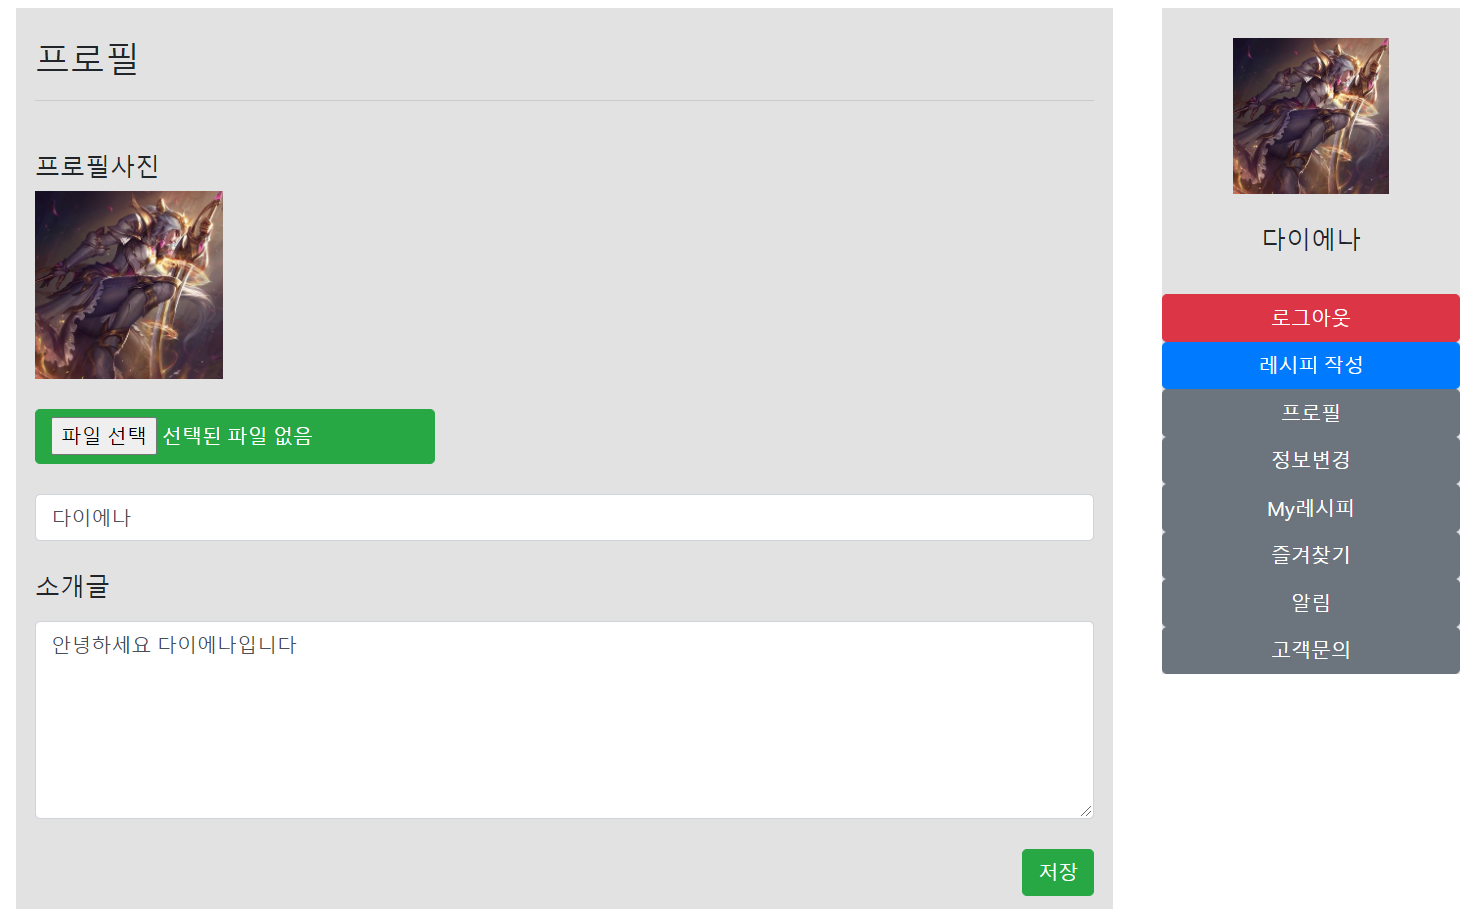 프로필
프로필사진
파일 선택 선택된 파일 없음
다이에나
소개글
안녕하세요 다이에나입니다
저장
다이에나
로그아웃
레시피 작성
프로필
정보변경
My레시피
즐겨찾기
알림
고객문의